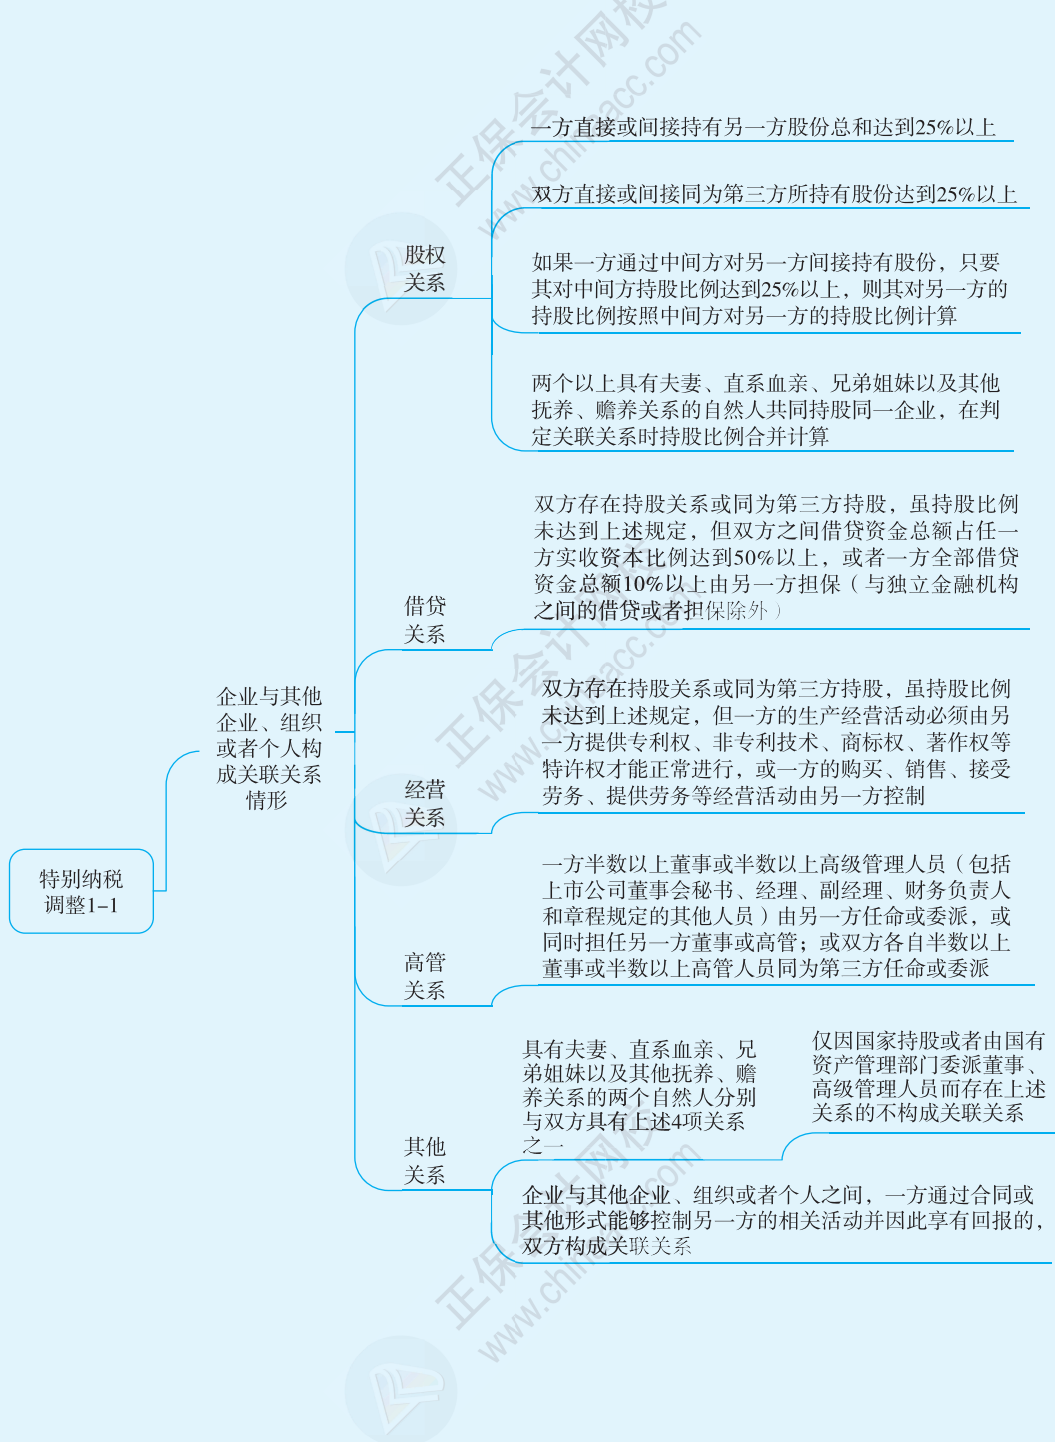 特别纳税
调整1-1
企业与其他
企业、组织
或者个人构
成关联关系
情形
股权
关系
一方直接或间接持有另一方股份总和达到25%以上
双方直接或间接同为第三方所持有股份达到25%以上
如果一方通过中间方对另一方间接持有股份，只要
其对中间方持股比例达到25%以上，则其对另一方的
持股比例按照中间方对另一方的持股比例计算
两个以上具有夫妻、直系血亲、兄弟姐妹以及其他
抚养、赡养关系的自然人共同持股同一企业，在判
定关联关系时持股比例合并计算
借贷
关系
双方存在持股关系或同为第三方持股，虽持股比例
未达到上述规定，但双方之间借贷资金总额占任一
方实收资本比例达到50%以上，或者一方全部借贷
资金总额10%以上由另一方担保（与独立金融机构
之间的借贷或者担保除外）
经营
关系
双方存在持股关系或同为第三方持股，虽持股比例
未达到上述规定，但一方的生产经营活动必须由另
一方提供专利权、非专利技术、商标权、著作权等
特许权才能正常进行，或一方的购买、销售、接受
劳务、提供劳务等经营活动由另一方控制
高管
关系
一方半数以上董事或半数以上高级管理人员（包括
上市公司董事会秘书、经理、副经理、财务负责人
和章程规定的其他人员）由另一方任命或委派，或
同时担任另一方董事或高管；或双方各自半数以上
董事或半数以上高管人员同为第三方任命或委派
其他
关系
具有夫妻、直系血亲、兄
弟姐妹以及其他抚养、赡
养关系的两个自然人分别
与双方具有上述4项关系
之一
仅因国家持股或者由国有
资产管理部门委派董事、
高级管理人员而存在上述
关系的不构成关联关系
企业与其他企业、组织或者个人之间，一方通过合同或
其他形式能够控制另一方的相关活动并因此享有回报的，
双方构成关联关系
正保会计网校
www.chinaacc.com
正保会计网校
www.chinaacc.com
正保会计网校
www.chinaacc.com